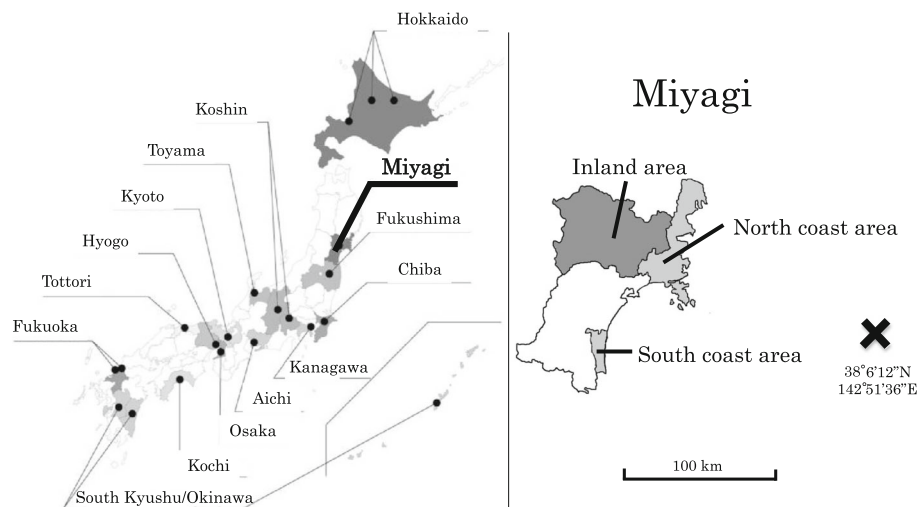 Hokkaido
Koshin
Toyama
Miyagi
Kyoto
Fukushima
Hyogo
Chiba
Tottori
Fukuoka
Kanagawa
Aichi
Osaka
Kochi
South Kyushu/Okinawa
Miyagi
Inland area
North coast area
South coast area
38°6'12"N
142°51'36"E
100 km